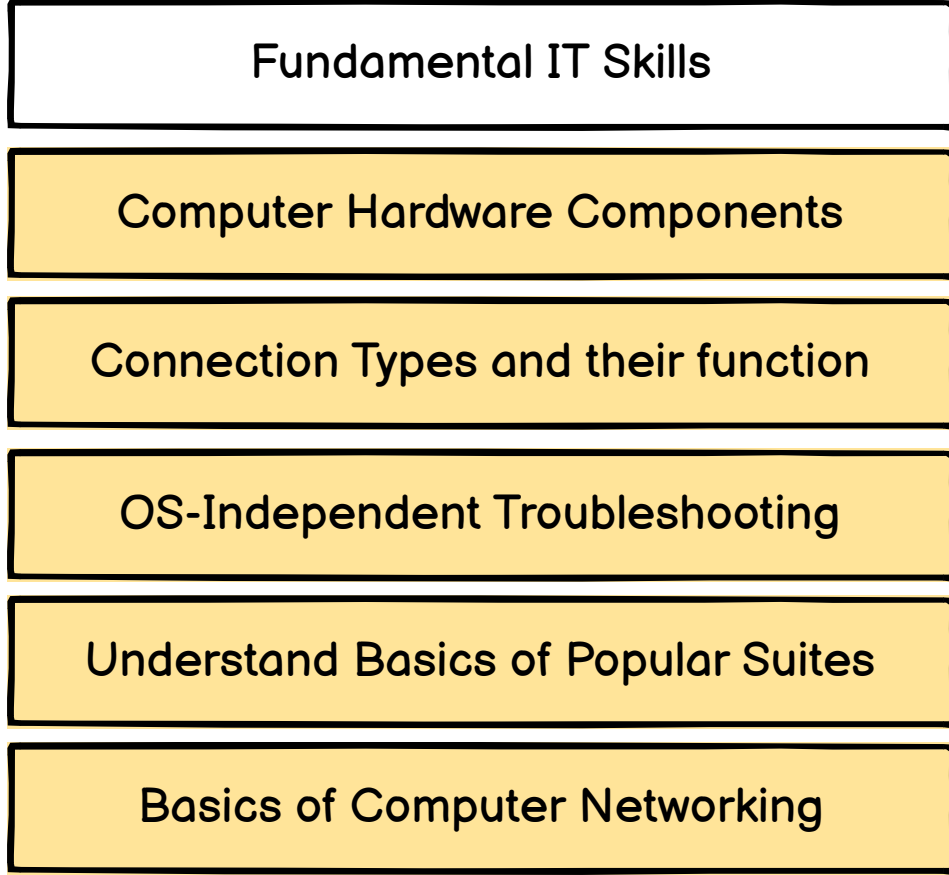 Fundamental IT Skills
Computer Hardware Components
Connection Types and their function
OS-Independent Troubleshooting
Understand Basics of Popular Suites
Basics of Computer Networking